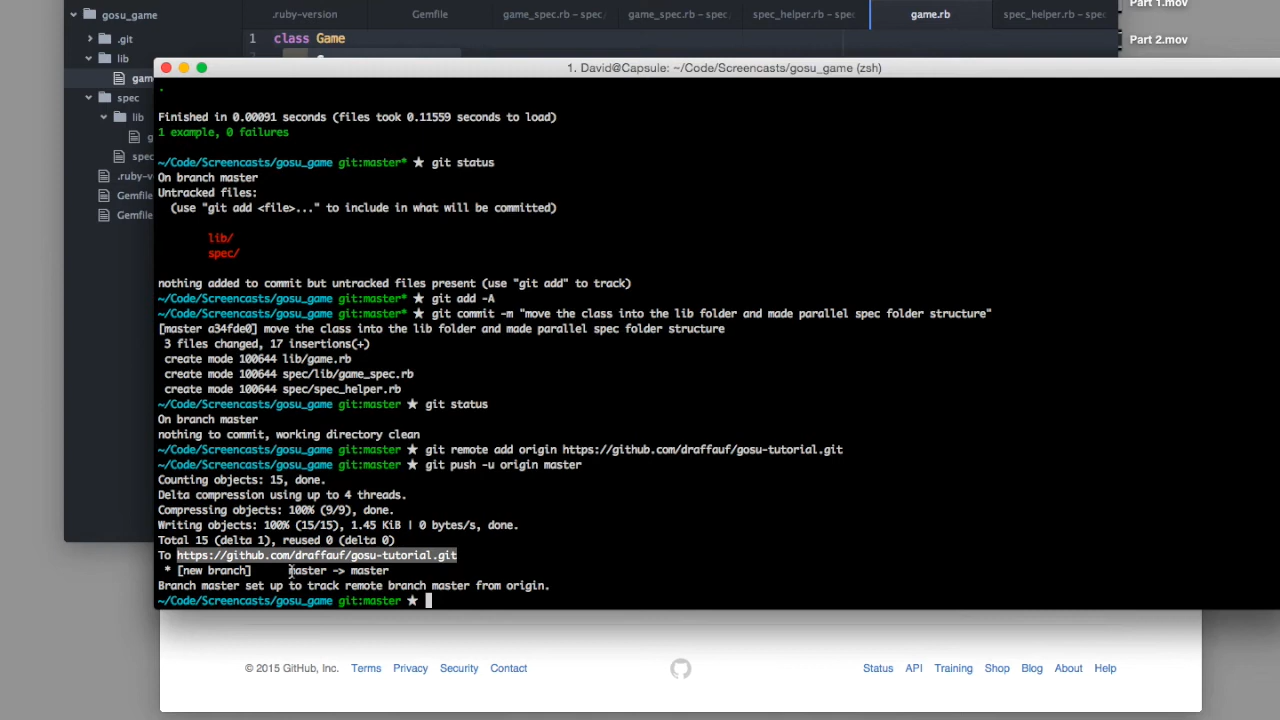 gosu_game
.ruby-version
Gemfile
game_spec.rb – spec/
game_spec.rb – spec/
spec_helper.rb – spe
game.rb
spec_helper.rb – spe
Part 1.mov
.git
1 class Game
Part 2.mov
lib
1. David@Capsule: ~/Code/Screencasts/gosu_game (zsh)
gam
.
spec
Finished in 0.00091 seconds (files took 0.11559 seconds to load)
lib
1 example, 0 failures
g
spec
~/Code/Screencasts/gosu_game git:master* ★ git status
.ruby-v
On branch master
Untracked files:
Gemfile
(use "git add <file>..." to include in what will be committed)
Gemfile
lib/
spec/
nothing added to commit but untracked files present (use "git add" to track)
~/Code/Screencasts/gosu_game git:master* ★ git add -A
~/Code/Screencasts/gosu_game git:master* ★ git commit -m "move the class into the lib folder and made parallel spec folder structure"
[master a34fde0] move the class into the lib folder and made parallel spec folder structure
3 files changed, 17 insertions(+)
create mode 100644 lib/game.rb
create mode 100644 spec/lib/game_spec.rb
create mode 100644 spec/spec_helper.rb
~/Code/Screencasts/gosu_game git:master ★ git status
On branch master
nothing to commit, working directory clean
~/Code/Screencasts/gosu_game git:master ★ git remote add origin https://github.com/draffauf/gosu-tutorial.git
~/Code/Screencasts/gosu_game git:master ★ git push -u origin master
Counting objects: 15, done.
Delta compression using up to 4 threads.
Compressing objects: 100% (9/9), done.
Writing objects: 100% (15/15), 1.45 KiB | 0 bytes/s, done.
Total 15 (delta 1), reused 0 (delta 0)
To https://github.com/draffauf/gosu-tutorial.git
* [new branch] master -> master
Branch master set up to track remote branch master from origin.
~/Code/Screencasts/gosu_game git:master ★
© 2015 GitHub, Inc. Terms Privacy Security Contact
Status API Training Shop Blog About Help